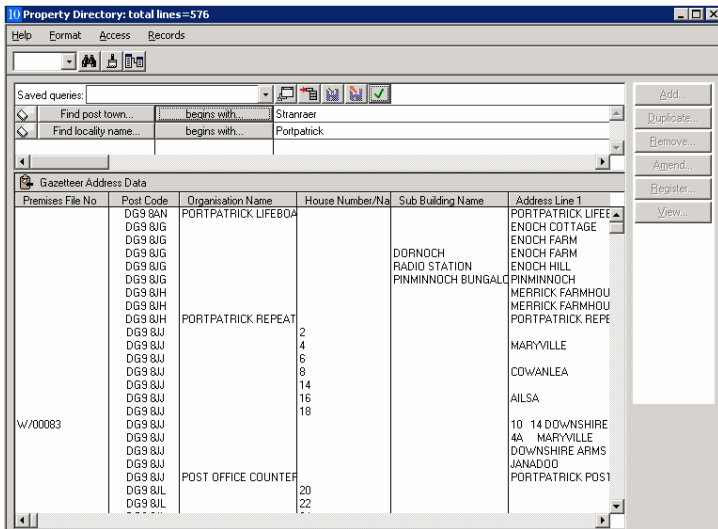 10 Property Directory: total lines=576
Help Format Access Records
Saved queries:
Find post town... begins with... Stranraer
Find locality name... begins with... Portpatrick
Add...
Duplicate...
Remove...
Amend...
Register...
View...
Gazetteer Address Data
Premises File No Post Code Organisation Name House Number/Na Sub Building Name Address Line 1
DG9 8AN PORTPATRICK LIFEBOA PORTPATRICK LIFEE
DG9 8JG ENOCH COTTAGE
DG9 8JG ENOCH FARM
DG9 8JG DORNOCH ENOCH FARM
DG9 8JG RADIO STATION ENOCH HILL
DG9 8JG PINMINNOCH BUNGALO PINMINNOCH
DG9 8JH MERRICK FARMHOU
DG9 8JH MERRICK FARMHOU
DG9 8JH PORTPATRICK REPEAT PORTPATRICK REPE
DG9 8JJ 2
DG9 8JJ 4 MARYVILLE
DG9 8JJ 6
DG9 8JJ 8 COWANLEA
DG9 8JJ 14
DG9 8JJ 16 AILSA
DG9 8JJ 18
W/00083 DG9 8JJ 10 14 DOWNSHIRE
DG9 8JJ 4A MARYVILLE
DG9 8JJ DOWNSHIRE ARMS
DG9 8JJ JANADOO
DG9 8JJ POST OFFICE COUNTER PORTPATRICK POST
DG9 8JL 20
DG9 8JL 22